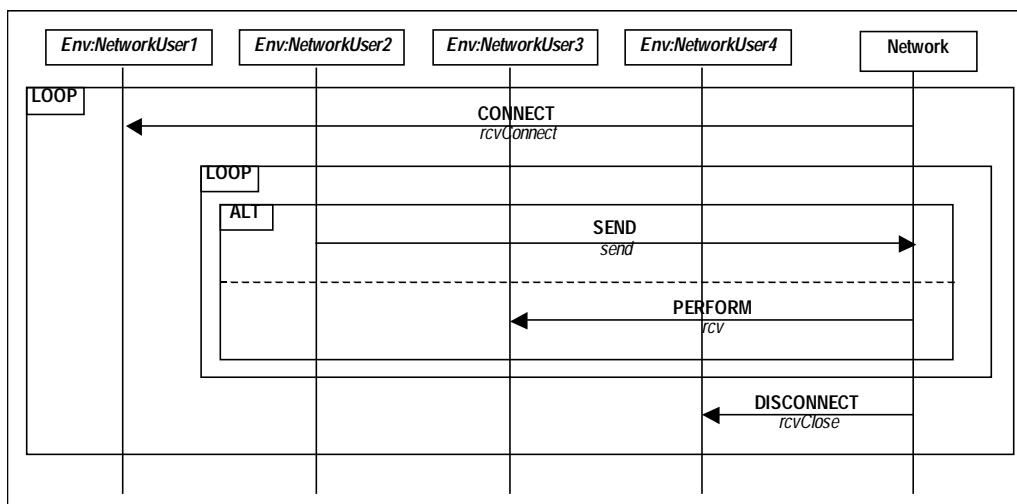 Env:NetworkUser1
Env:NetworkUser2
Env:NetworkUser3
Env:NetworkUser4
Network
LOOP
CONNECT
rcvConnect
LOOP
ALT
SEND
send
PERFORM
rcv
DISCONNECT
rcvClose